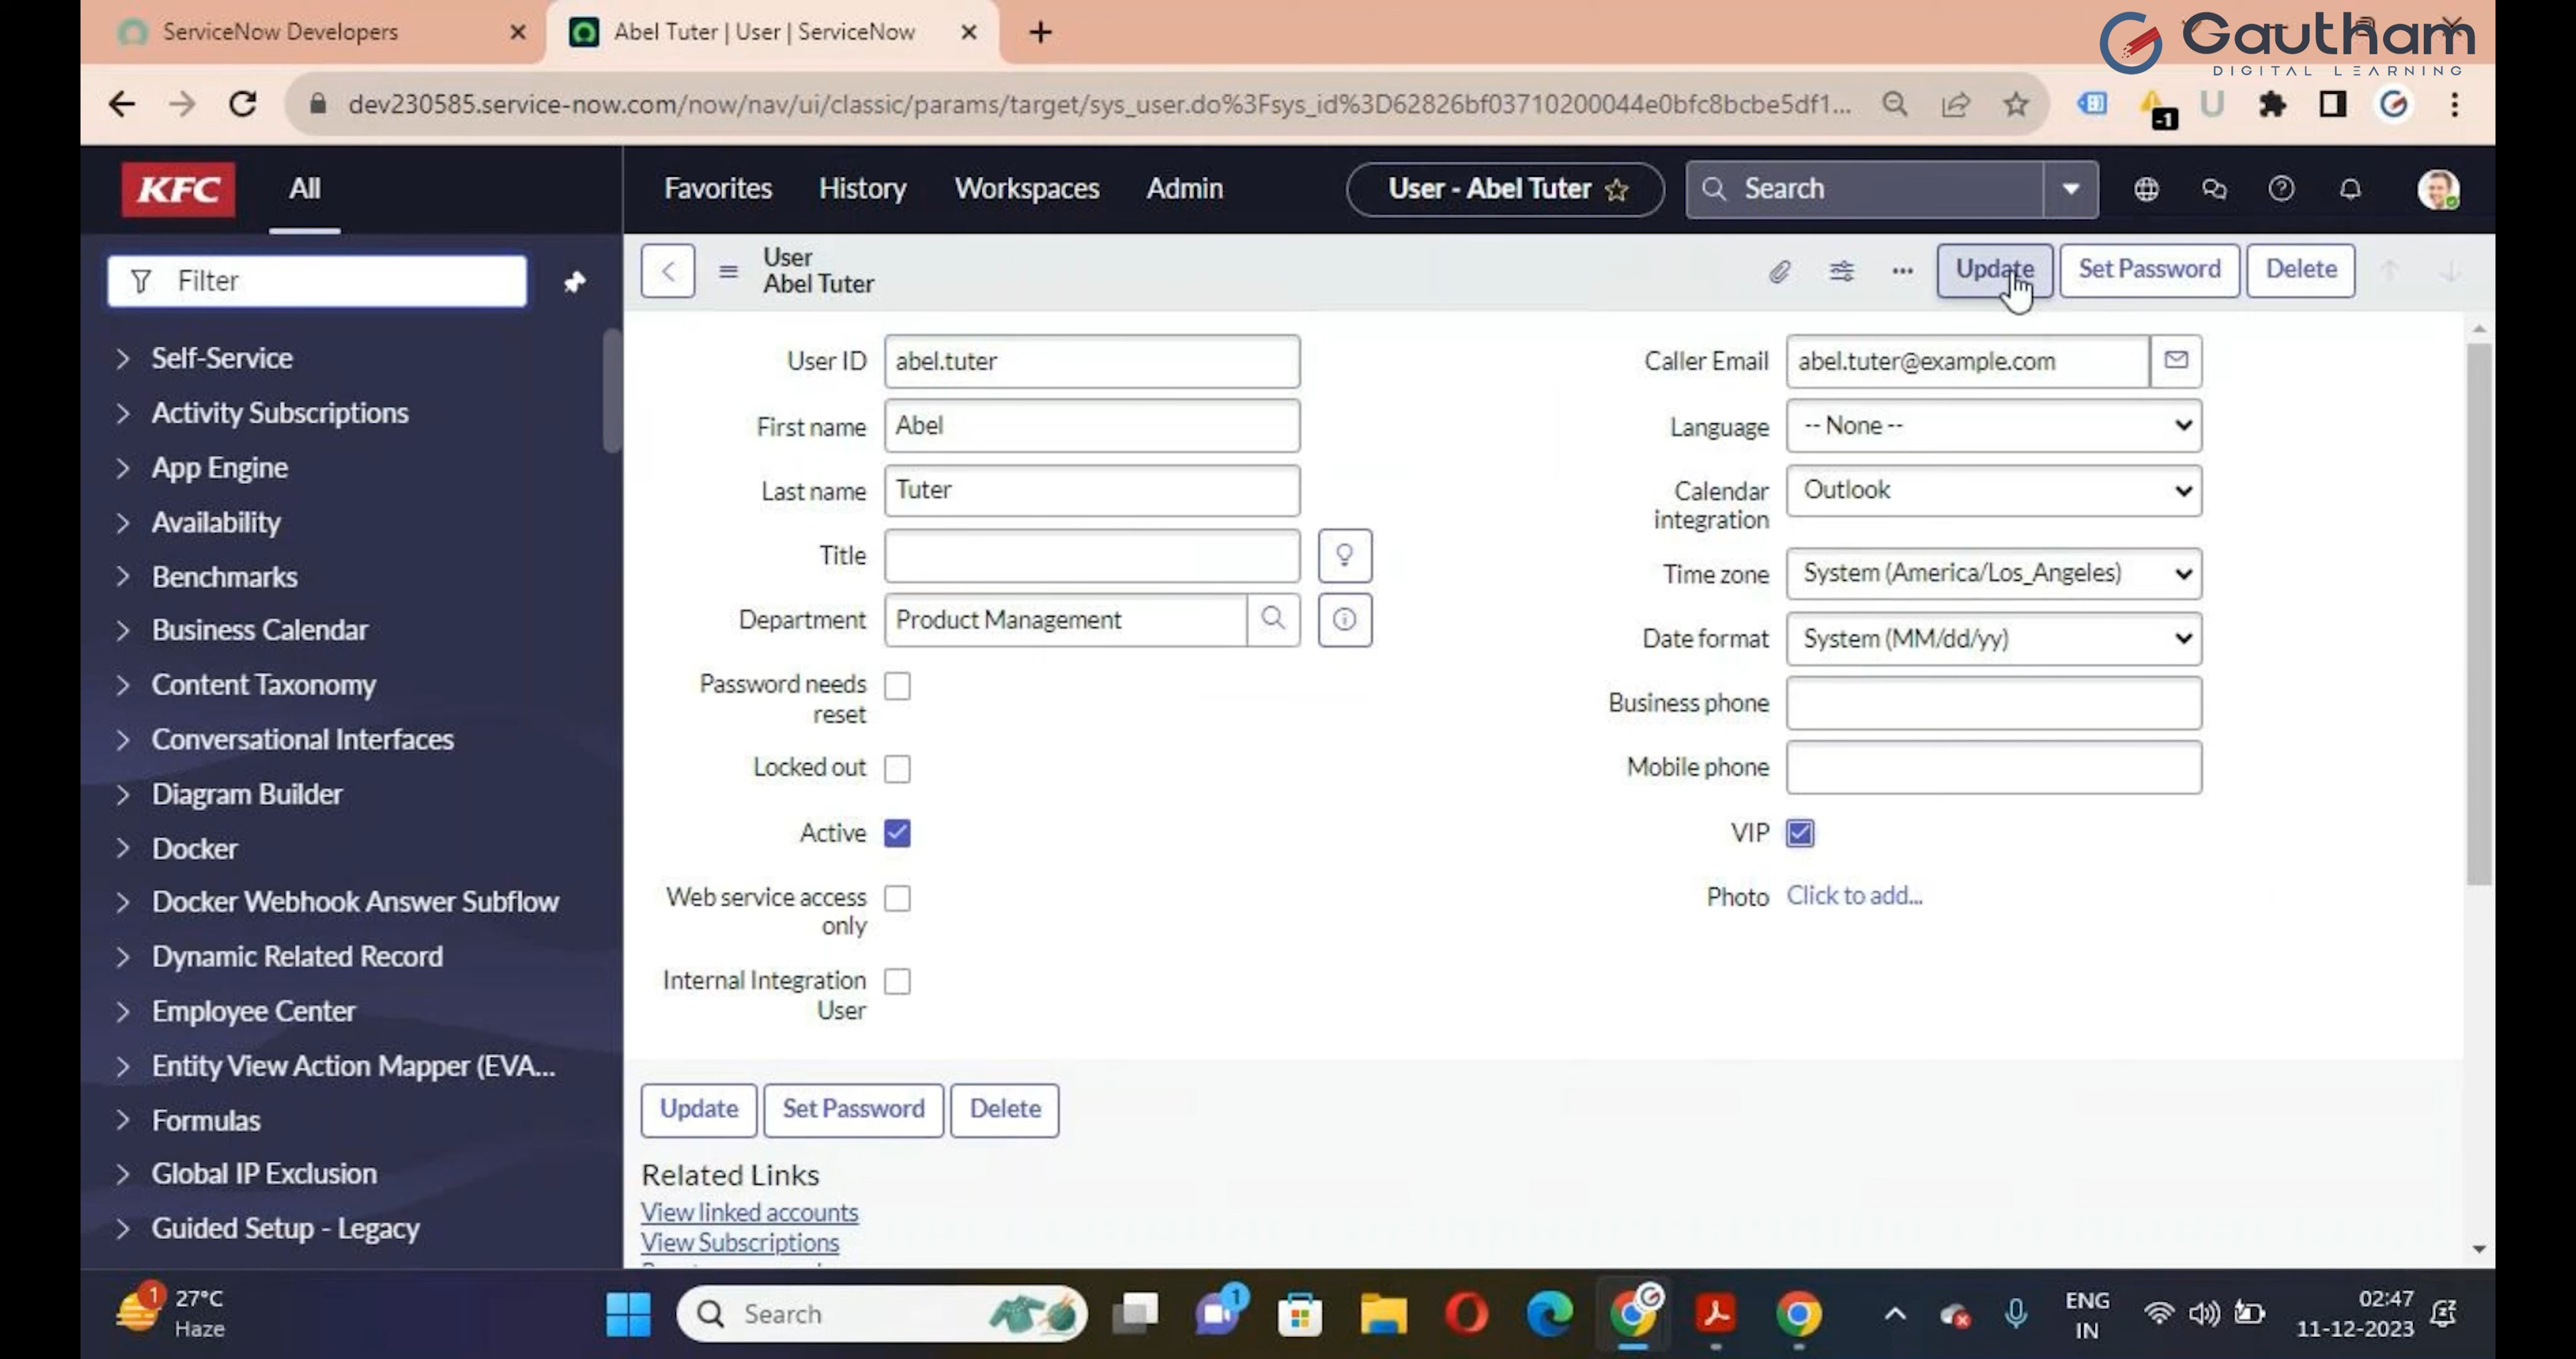 ServiceNow Developers
Abel Tuter | User | ServiceNow
Gautham
DIGITAL LEARNING
dev230585.service-now.com/now/nav/ui/classic/params/target/sys_user.do%3Fsys_id%3D62826bf03710200044e0bfc8bcbe5df1...
-1
KFC
All
Favorites
History
Workspaces
Admin
User - Abel Tuter
Search
Filter
User
Abel Tuter
Update
Set Password
Delete
Self-Service
Activity Subscriptions
App Engine
Availability
Benchmarks
Business Calendar
Content Taxonomy
Conversational Interfaces
Diagram Builder
Docker
Docker Webhook Answer Subflow
Dynamic Related Record
Employee Center
Entity View Action Mapper (EVA...
Formulas
Global IP Exclusion
Guided Setup - Legacy
User ID abel.tuter
First name Abel
Last name Tuter
Title
Department Product Management
Password needs
reset
Locked out
Active
Web service access
only
Internal Integration
User
Caller Email abel.tuter@example.com
Language -- None --
Calendar Outlook
integration
Time zone System (America/Los_Angeles)
Date format System (MM/dd/yy)
Business phone
Mobile phone
VIP
Photo Click to add...
Update
Set Password
Delete
Related Links
View linked accounts
View Subscriptions
1
27°C
Haze
Search
1
ENG
IN
02:47
11-12-2023